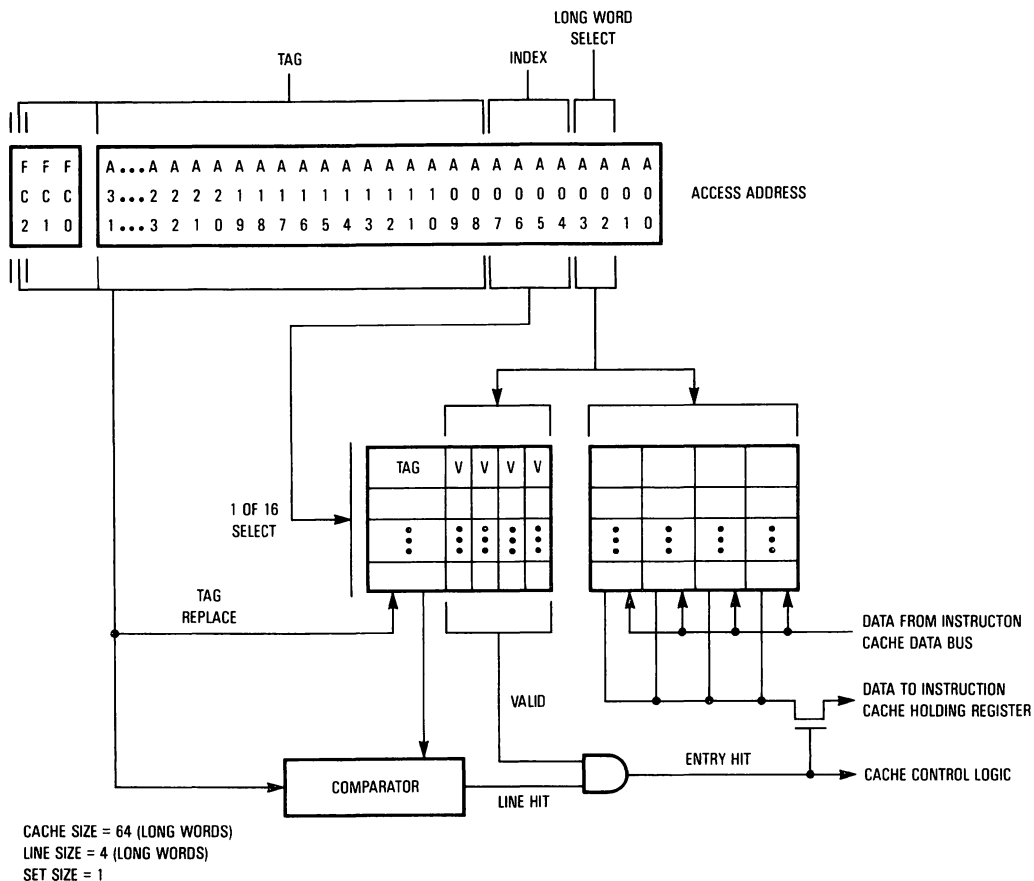 LONG WORD
SELECT
TAG
INDEX
F F F A•••A A A A A A A A A A A A A A A A A A A A A A A A
C C C 3•••2 2 2 2 1 1 1 1 1 1 1 1 1 1 0 0 0 0 0 0 0 0 0 0
2 1 0 1•••3 2 1 0 9 8 7 6 5 4 3 2 1 0 9 8 7 6 5 4 3 2 1 0
ACCESS ADDRESS
TAG V V V V
1 OF 16
SELECT
TAG
REPLACE
DATA FROM INSTRUCTON
CACHE DATA BUS
DATA TO INSTRUCTION
CACHE HOLDING REGISTER
VALID
ENTRY HIT
CACHE CONTROL LOGIC
COMPARATOR
LINE HIT
CACHE SIZE = 64 (LONG WORDS)
LINE SIZE = 4 (LONG WORDS)
SET SIZE = 1